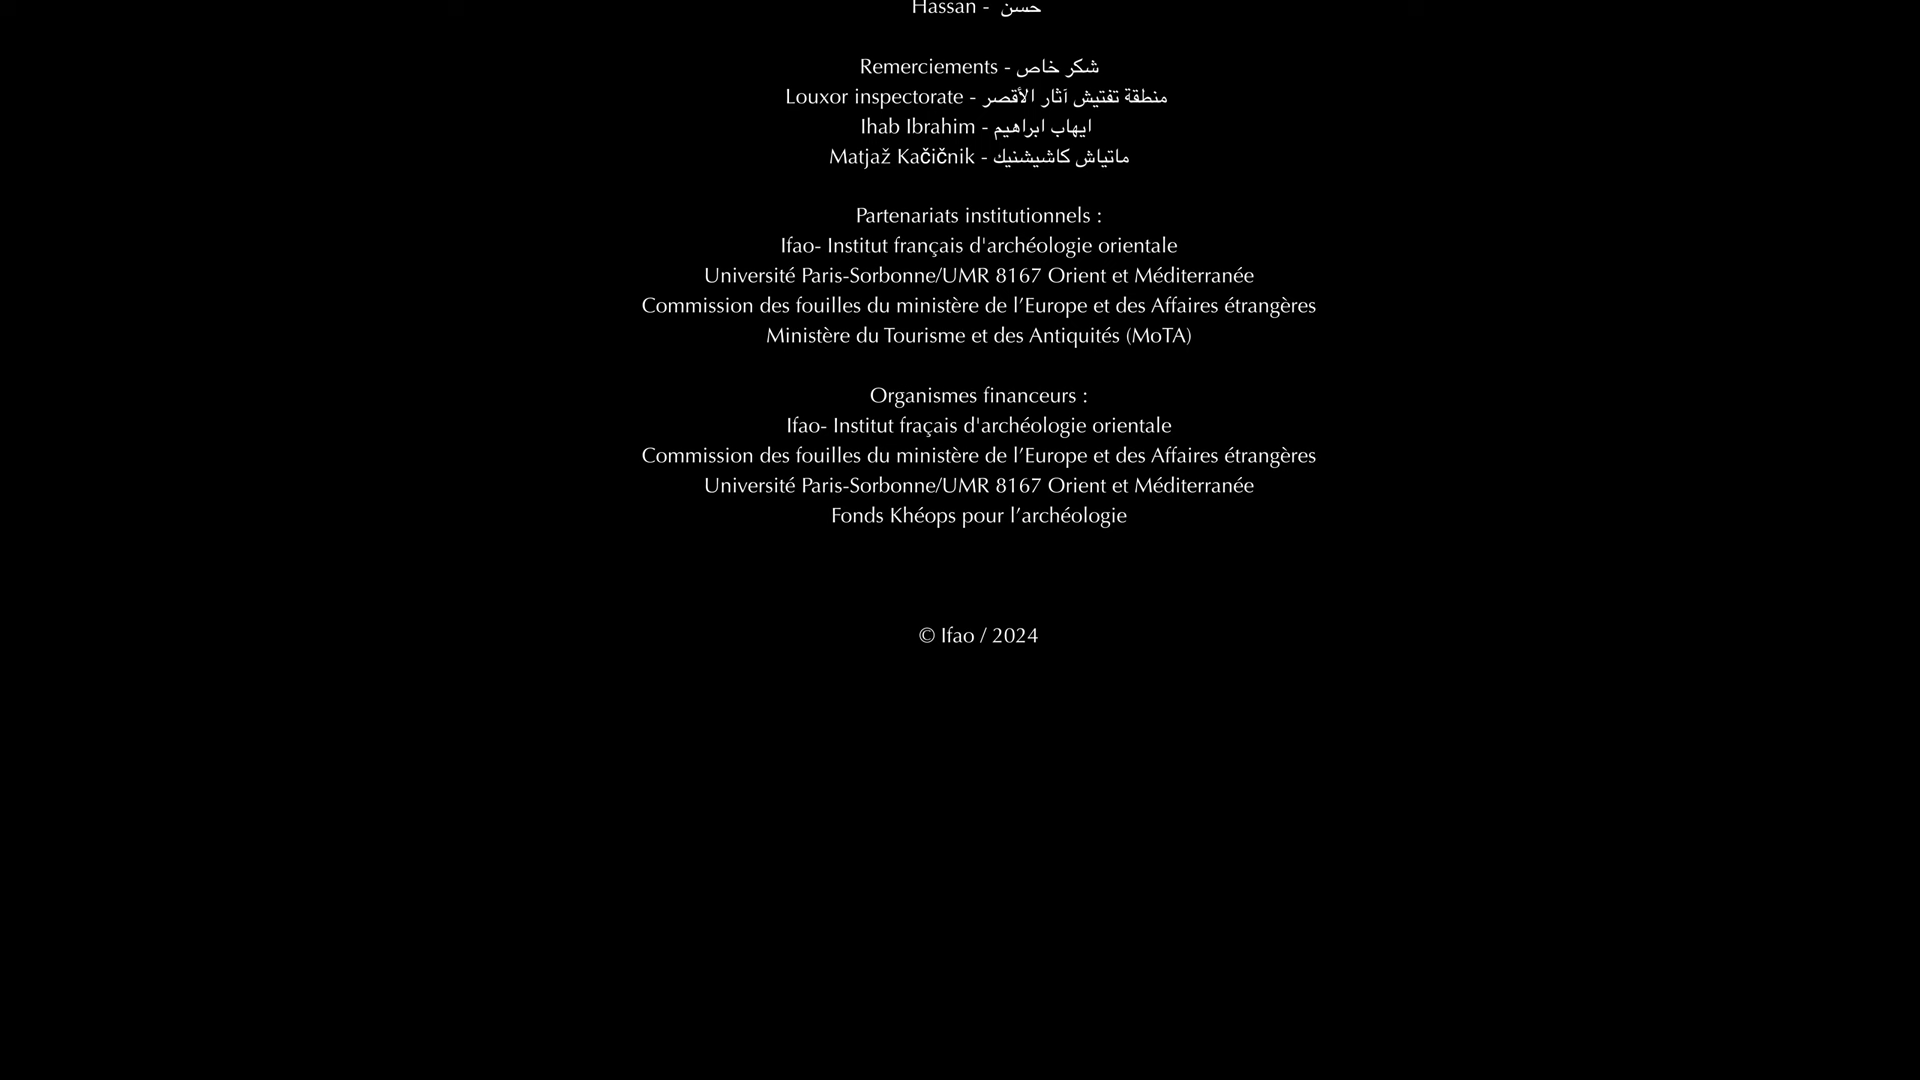 Hassan - حسن
Remerciements - شكر خاص
Louxor inspectorate - منطقة تفتيش آثار الأقصر
Ihab Ibrahim - ايهاب ابراهيم
Matjaž Kačičnik - ماتياش كاشيشنيك
Partenariats institutionnels :
Ifao- Institut français d'archéologie orientale
Université Paris-Sorbonne/UMR 8167 Orient et Méditerranée
Commission des fouilles du ministère de l’Europe et des Affaires étrangères
Ministère du Tourisme et des Antiquités (MoTA)
Organismes financeurs :
Ifao- Institut fraçais d'archéologie orientale
Commission des fouilles du ministère de l’Europe et des Affaires étrangères
Université Paris-Sorbonne/UMR 8167 Orient et Méditerranée
Fonds Khéops pour l’archéologie
© Ifao / 2024